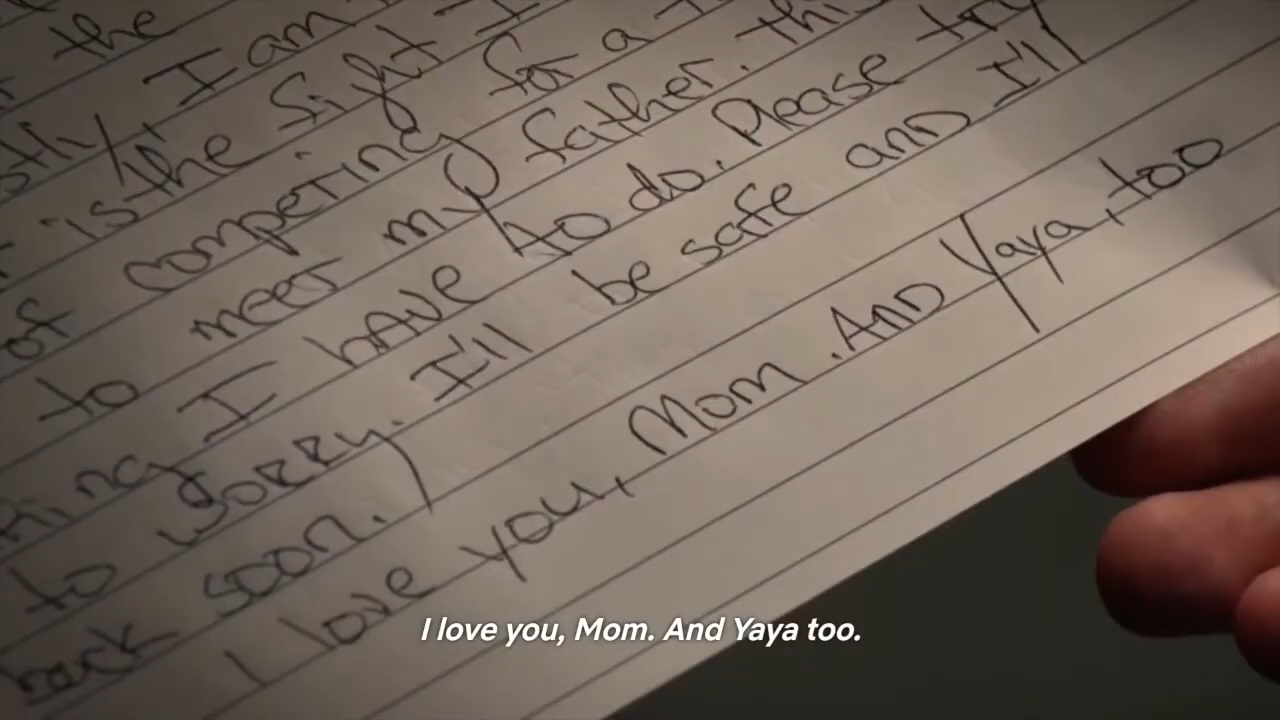 the
I am
is the sight I
of competing for a
to meet my father. thi
thing I have to do. Please try
to worry. I'll be safe and I'll
back soon.
I love you, Mom. AND Yaya, too
I love you, Mom. And Yaya too.